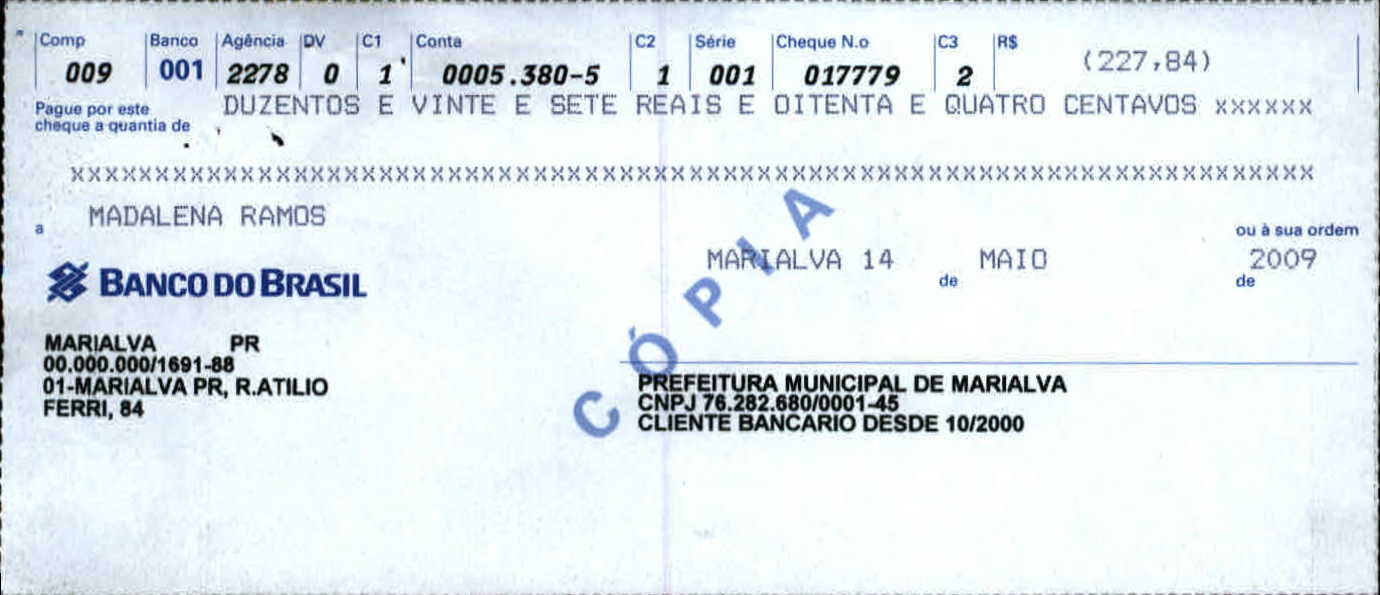 Comp Banco Agência DV C1 Conta C2 Série Cheque N.o C3 R$
009 001 2278 0 1 0005.380-5 1 001 017779 2 (227,84)
Pague por este cheque a quantia de DUZENTOS E VINTE E SETE REAIS E OITENTA E QUATRO CENTAVOS xxxxxx
xxxxxxxxxxxxxxxxxxxxxxxxxxxxxxxxxxxxxxxxxxxxxxxxxxxxxxxxxxxxxxxxxxxxxxxxxx
a MADALENA RAMOS ou à sua ordem
MARIALVA 14 de MAIO de 2009
BANCO DO BRASIL
CÓPIA
MARIALVA PR
00.000.000/1691-88
01-MARIALVA PR, R.ATILIO
FERRI, 84
PREFEITURA MUNICIPAL DE MARIALVA
CNPJ 76.282.680/0001-45
CLIENTE BANCARIO DESDE 10/2000